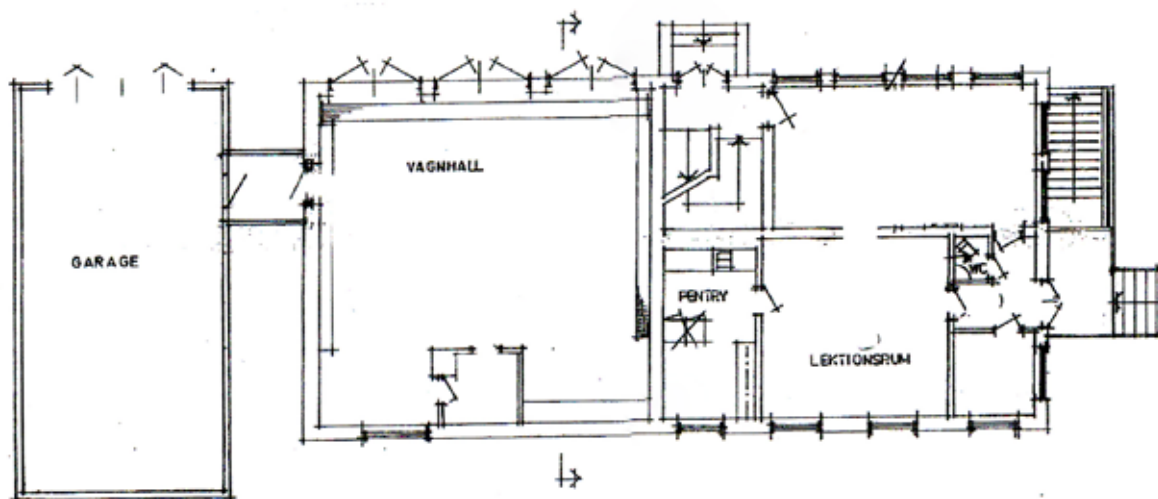 VAGNHALL
GARAGE
WC
PENTRY
LEKTIONSRUM